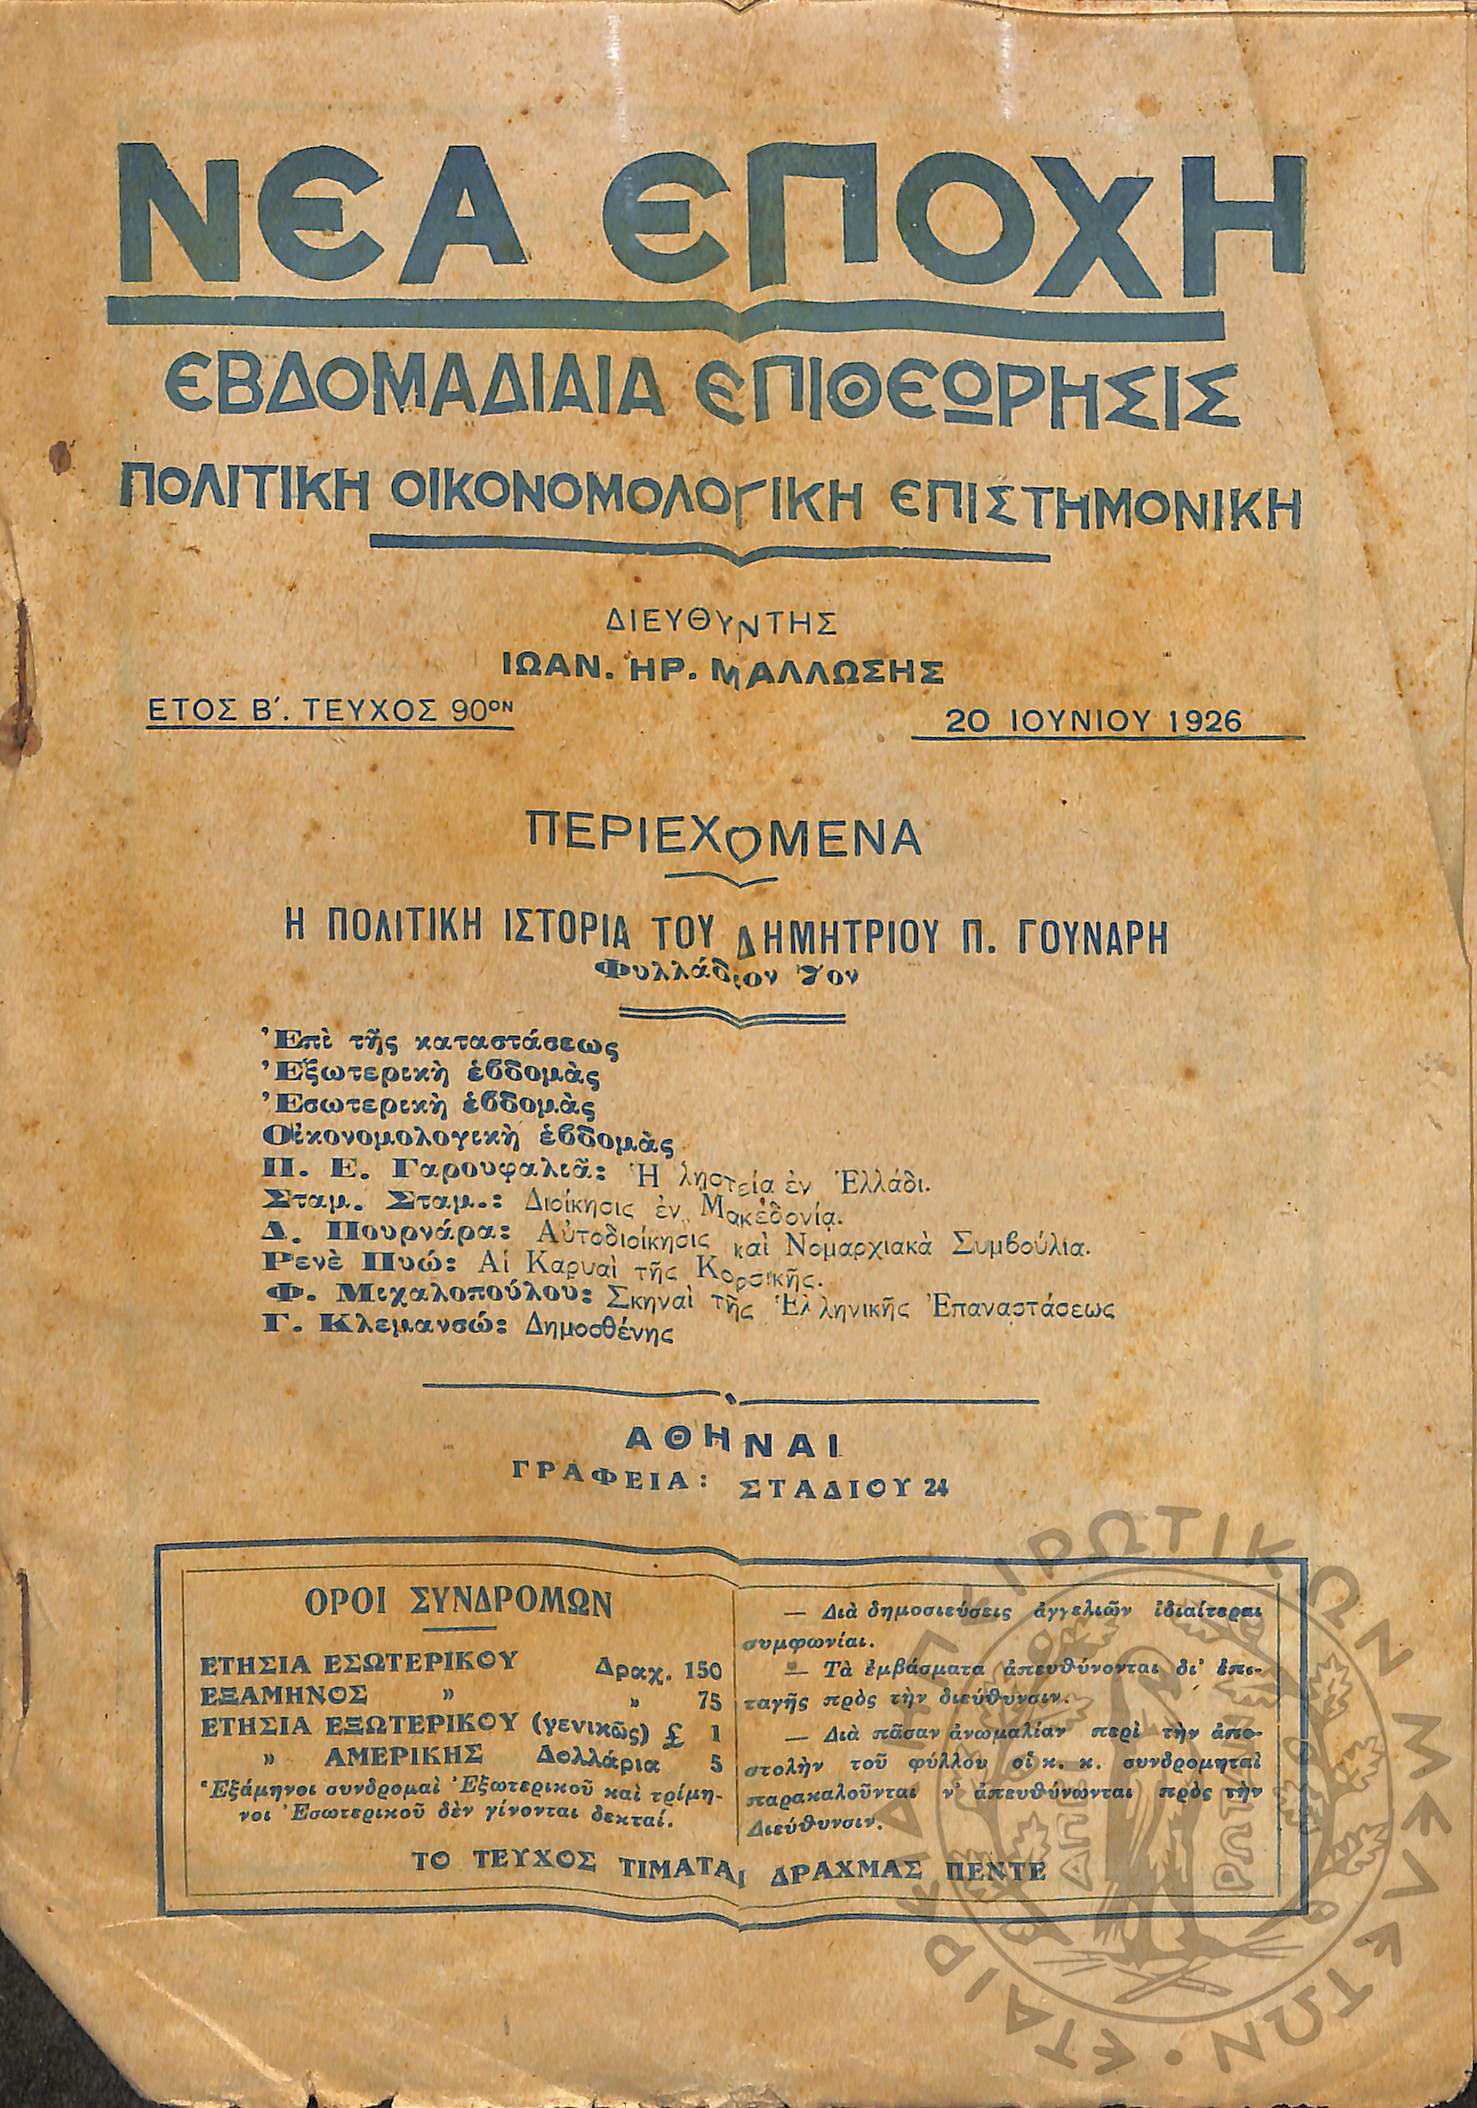 ΝΕΑ ΕΠΟΧΗ
ΕΒΔΟΜΑΔΙΑΙΑ ΕΠΙΘΕΩΡΗΣΙΣ
ΠΟΛΙΤΙΚΗ ΟΙΚΟΝΟΜΟΛΟΓΙΚΗ ΕΠΙΣΤΗΜΟΝΙΚΗ
ΔΙΕΥΘΥΝΤΗΣ
ΙΩΑΝ. ΗΡ. ΜΑΛΛΩΣΗΣ
ΕΤΟΣ Β΄. ΤΕΥΧΟΣ 90ᴼᴺ
20 ΙΟΥΝΙΟΥ 1926
ΠΕΡΙΕΧΟΜΕΝΑ
Η ΠΟΛΙΤΙΚΗ ΙΣΤΟΡΙΑ ΤΟΥ ΔΗΜΗΤΡΙΟΥ Π. ΓΟΥΝΑΡΗ
Φυλλάδιον 7ον
Ἐπὶ τῆς καταστάσεως
Ἐξωτερικὴ ἑβδομὰς
Ἐσωτερικὴ ἑβδομὰς
Οἰκονομολογικὴ ἑβδομὰς
Π. Ε. Γαρουφαλιᾶ: Ἡ ληστεία ἐν Ἑλλάδι.
Σταμ. Σταμ.: Διοίκησις ἐν Μακεδονίᾳ.
Δ. Πουρνάρα: Αὐτοδιοίκησις καὶ Νομαρχιακὰ Συμβούλια.
Ρενὲ Πυώ: Αἱ Καρυαὶ τῆς Κορσικῆς.
Φ. Μιχαλοπούλου: Σκηναὶ τῆς Ἑλληνικῆς Ἐπαναστάσεως
Γ. Κλεμανσώ: Δημοσθένης
ΑΘΗΝΑΙ
ΓΡΑΦΕΙΑ: ΣΤΑΔΙΟΥ 24
ΟΡΟΙ ΣΥΝΔΡΟΜΩΝ
ΕΤΗΣΙΑ ΕΣΩΤΕΡΙΚΟΥ Δραχ. 150
ΕΞΑΜΗΝΟΣ » » 75
ΕΤΗΣΙΑ ΕΞΩΤΕΡΙΚΟΥ (γενικῶς) £ 1
» ΑΜΕΡΙΚΗΣ Δολλάρια 5
Ἑξάμηνοι συνδρομαὶ Ἐξωτερικοῦ καὶ τρίμη-
νοι Ἐσωτερικοῦ δὲν γίνονται δεκταί.
— Διὰ δημοσιεύσεις ἀγγελιῶν ἰδιαίτεραι
συμφωνίαι.
— Τὰ ἐμβάσματα ἀπευθύνονται δι' ἐπι-
ταγῆς πρὸς τὴν διεύθυνσιν.
— Διὰ πᾶσαν ἀνωμαλίαν περὶ τὴν ἀπο-
στολὴν τοῦ φύλλου οἱ κ. κ. συνδρομηταὶ
παρακαλοῦνται ν' ἀπευθύνωνται πρὸς τὴν
Διεύθυνσιν.
ΤΟ ΤΕΥΧΟΣ ΤΙΜΑΤΑΙ ΔΡΑΧΜΑΣ ΠΕΝΤΕ
ΕΤΑΙΡΕΙΑ ΗΠΕΙΡΩΤΙΚΩΝ ΜΕΛΕΤΩΝ
ΑΠΕΙ ΡΩΤΑΝ